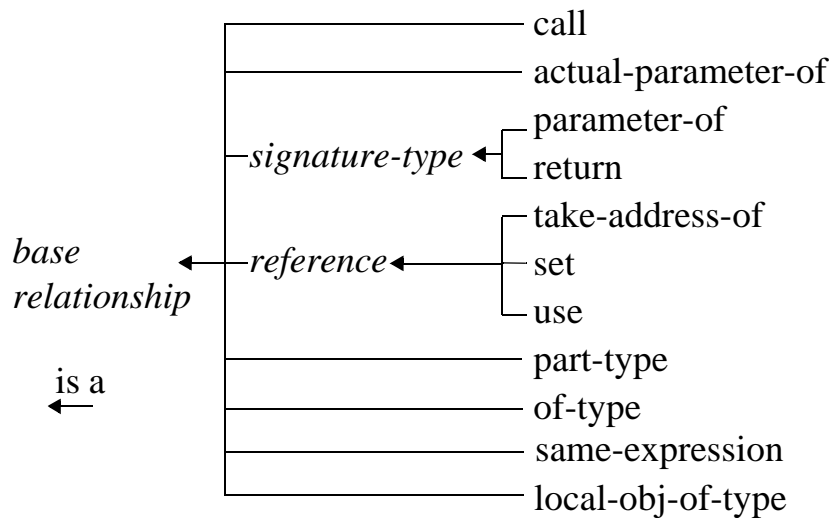 call
actual-parameter-of
parameter-of
signature-type
return
take-address-of
base
relationship
reference
set
use
part-type
is a
of-type
same-expression
local-obj-of-type